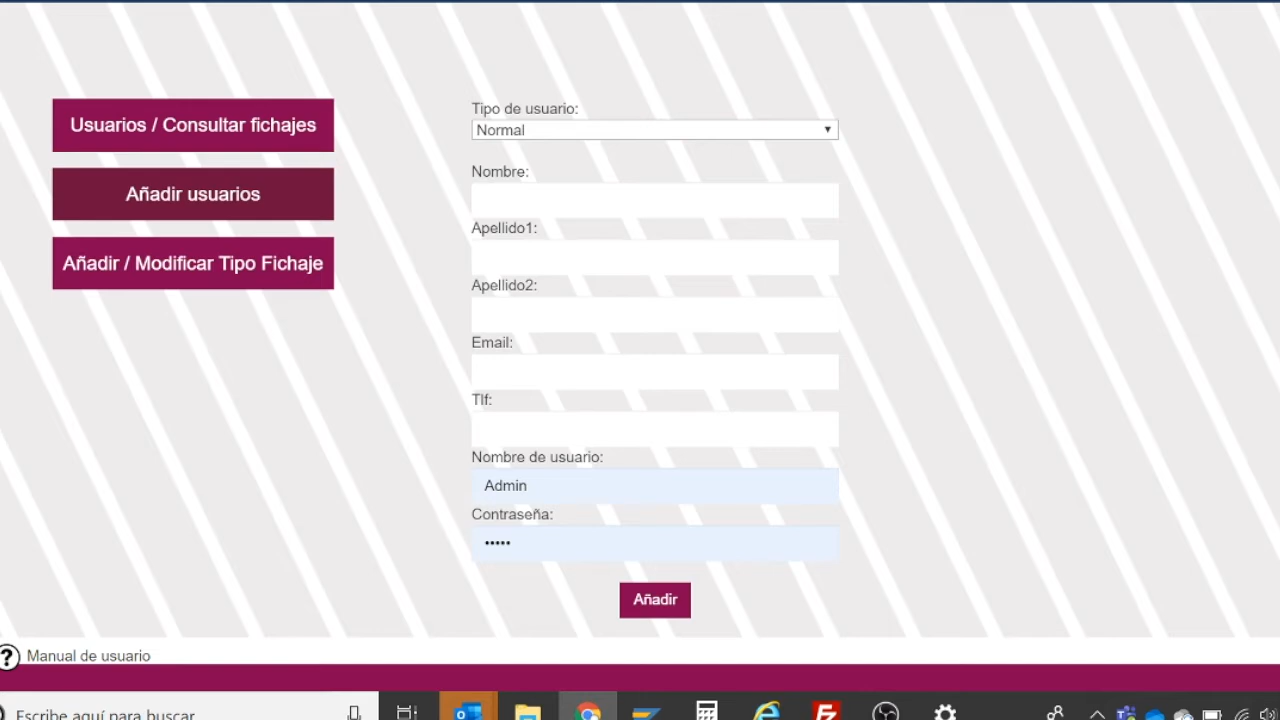 Usuarios / Consultar fichajes
Añadir usuarios
Añadir / Modificar Tipo Fichaje
Tipo de usuario:
Normal
Nombre:
Apellido1:
Apellido2:
Email:
Tlf:
Nombre de usuario:
Admin
Contraseña:
•••••
Añadir
? Manual de usuario
Escribe aquí para buscar